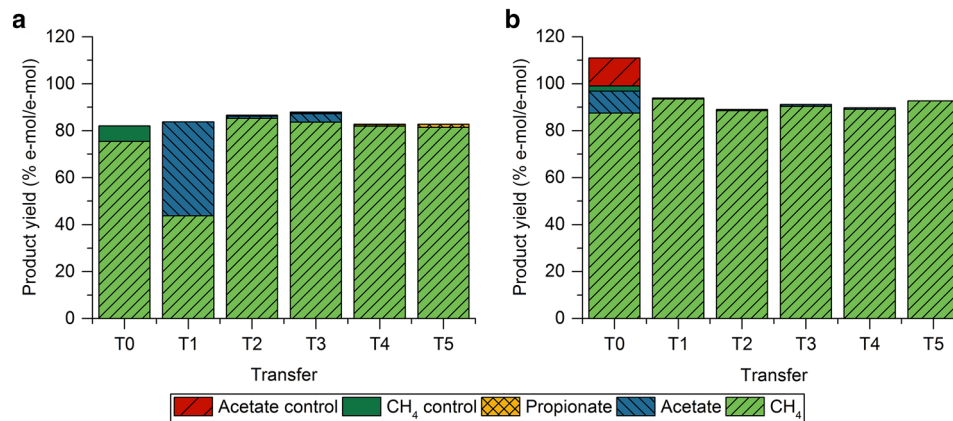 a
Product yield (% e-mol/e-mol)
120
100
80
60
40
20
0
T0 T1 T2 T3 T4 T5
Transfer
b
Product yield (% e-mol/e-mol)
120
100
80
60
40
20
0
T0 T1 T2 T3 T4 T5
Transfer
Acetate control CH₄ control Propionate Acetate CH₄